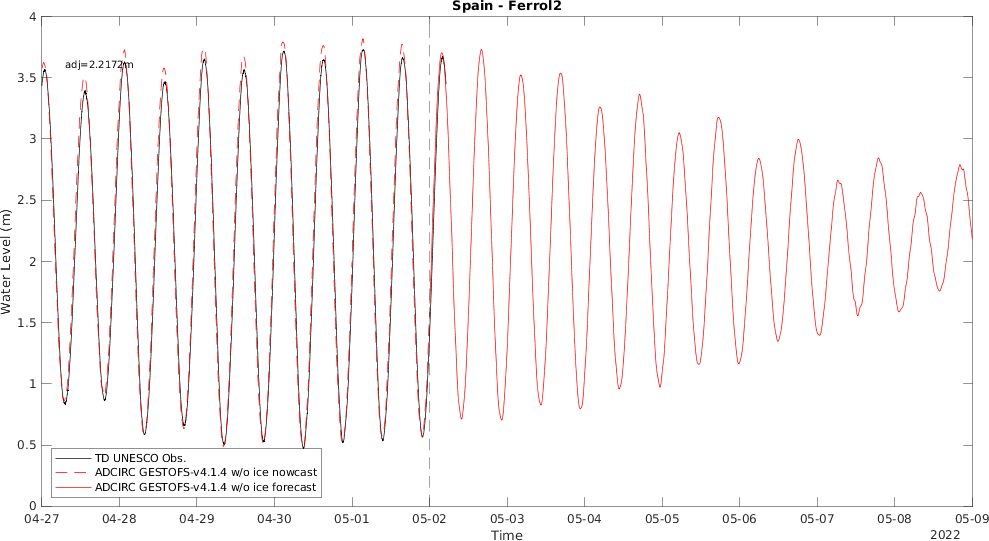 Spain - Ferrol2
4
3.5
3
2.5
2
1.5
1
0.5
0
Water Level (m)
adj=2.2172m
TD UNESCO Obs.
ADCIRC GESTOFS-v4.1.4 w/o ice nowcast
ADCIRC GESTOFS-v4.1.4 w/o ice forecast
04-27 04-28 04-29 04-30 05-01 05-02 05-03 05-04 05-05 05-06 05-07 05-08 05-09
Time
2022